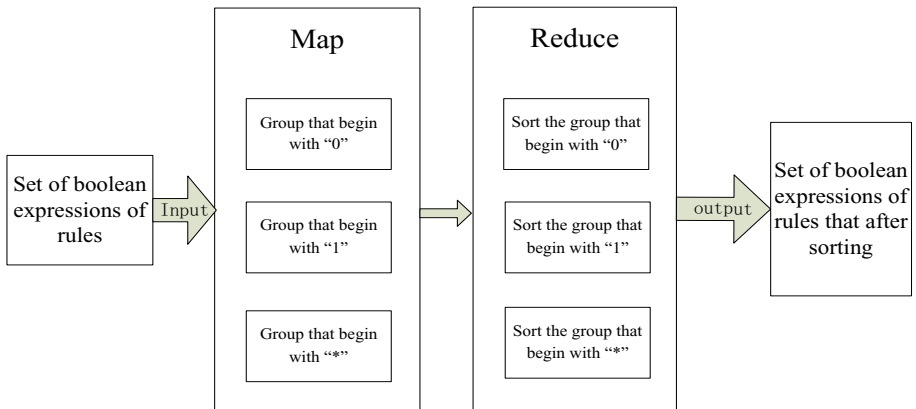 Set of boolean
expressions of
rules
Input
Map
Group that begin
with “0”
Group that begin
with "1"
Group that begin
with “*”
Reduce
Sort the group that
begin with “0”
Sort the group that
begin with “1”
Sort the group that
begin with “*”
output
Set of boolean
expressions of
rules that after
sorting